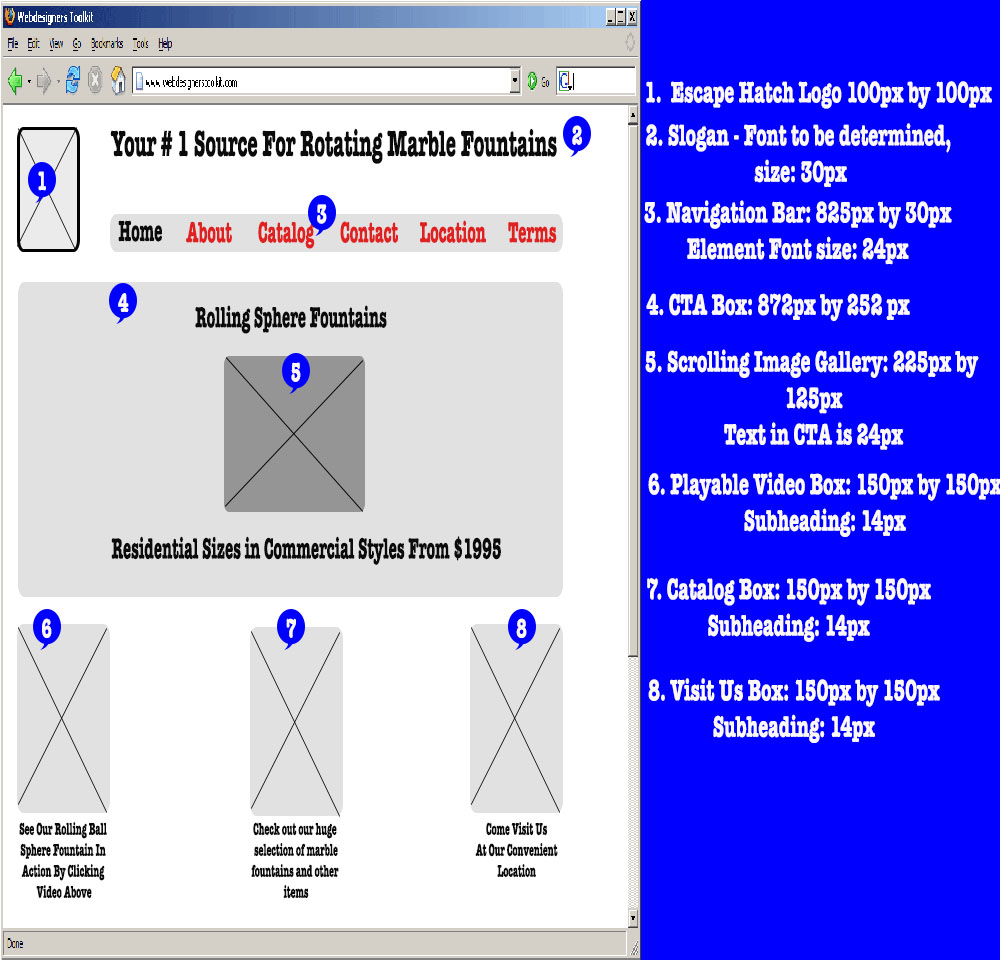 Webdesigners Toolkit
File Edit View Go Bookmarks Tools Help
www.webdesignerstoolkit.com
Go
G
1
Your # 1 Source For Rotating Marble Fountains
2
3
Home About Catalog Contact Location Terms
4
Rolling Sphere Fountains
5
Residential Sizes in Commercial Styles From $1995
6
7
8
See Our Rolling Ball
Sphere Fountain In
Action By Clicking
Video Above
Check out our huge
selection of marble
fountains and other
items
Come Visit Us
At Our Convenient
Location
Done
1. Escape Hatch Logo 100px by 100px
2. Slogan - Font to be determined,
size: 30px
3. Navigation Bar: 825px by 30px
Element Font size: 24px
4. CTA Box: 872px by 252 px
5. Scrolling Image Gallery: 225px by
125px
Text in CTA is 24px
6. Playable Video Box: 150px by 150px
Subheading: 14px
7. Catalog Box: 150px by 150px
Subheading: 14px
8. Visit Us Box: 150px by 150px
Subheading: 14px